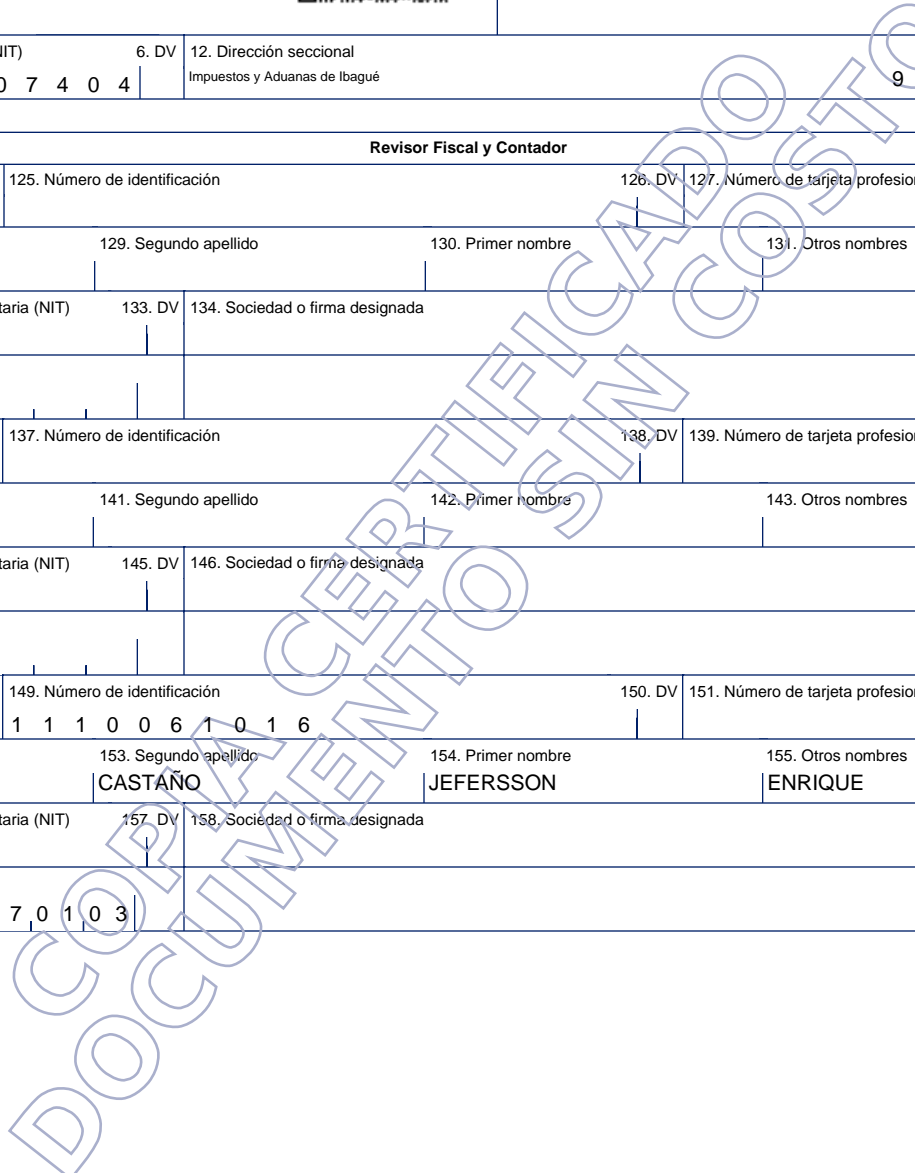 IIT) 6. DV 12. Dirección seccional
0 7 4 0 4 Impuestos y Aduanas de Ibagué 9
Revisor Fiscal y Contador
125. Número de identificación 126. DV 127. Número de tarjeta profesion
129. Segundo apellido 130. Primer nombre 131. Otros nombres
taria (NIT) 133. DV 134. Sociedad o firma designada
137. Número de identificación 138. DV 139. Número de tarjeta profesion
141. Segundo apellido 142. Primer nombre 143. Otros nombres
taria (NIT) 145. DV 146. Sociedad o firma designada
149. Número de identificación 150. DV 151. Número de tarjeta profesion
1 1 1 0 0 6 1 0 1 6
153. Segundo apellido 154. Primer nombre 155. Otros nombres
CASTAÑO JEFERSSON ENRIQUE
taria (NIT) 157. DV 158. Sociedad o firma designada
7 0 1 0 3
COPIA CERTIFICADO
DOCUMENTO SIN COSTO